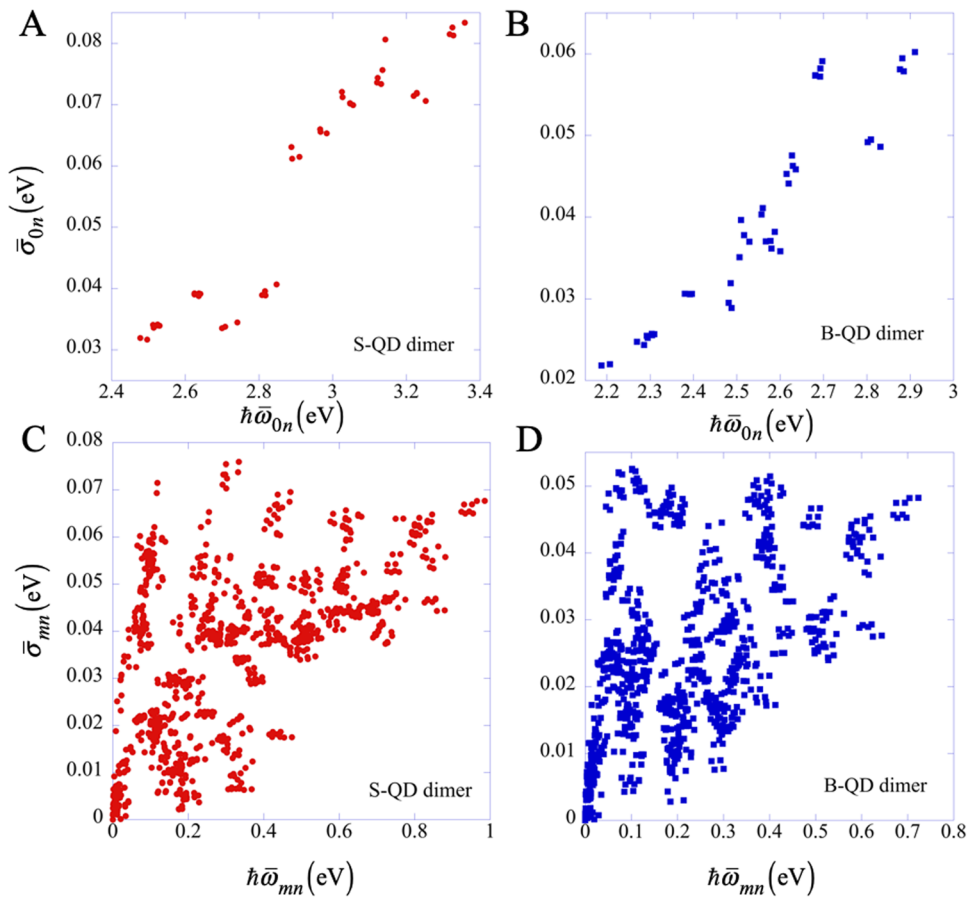 A
0.08
0.07
0.06
0.05
0.04
0.03
2.4 2.6 2.8 3 3.2 3.4
S-QD dimer
ħω̄₀ₙ(eV)
σ̄₀ₙ(eV)
B
0.06
0.05
0.04
0.03
0.02
2.2 2.3 2.4 2.5 2.6 2.7 2.8 2.9 3
B-QD dimer
ħω̄₀ₙ(eV)
C
0.08
0.07
0.06
0.05
0.04
0.03
0.02
0.01
0
0 0.2 0.4 0.6 0.8 1
S-QD dimer
ħω̄ₘₙ(eV)
σ̄ₘₙ(eV)
D
0.05
0.04
0.03
0.02
0.01
0
0 0.1 0.2 0.3 0.4 0.5 0.6 0.7 0.8
B-QD dimer
ħω̄ₘₙ(eV)